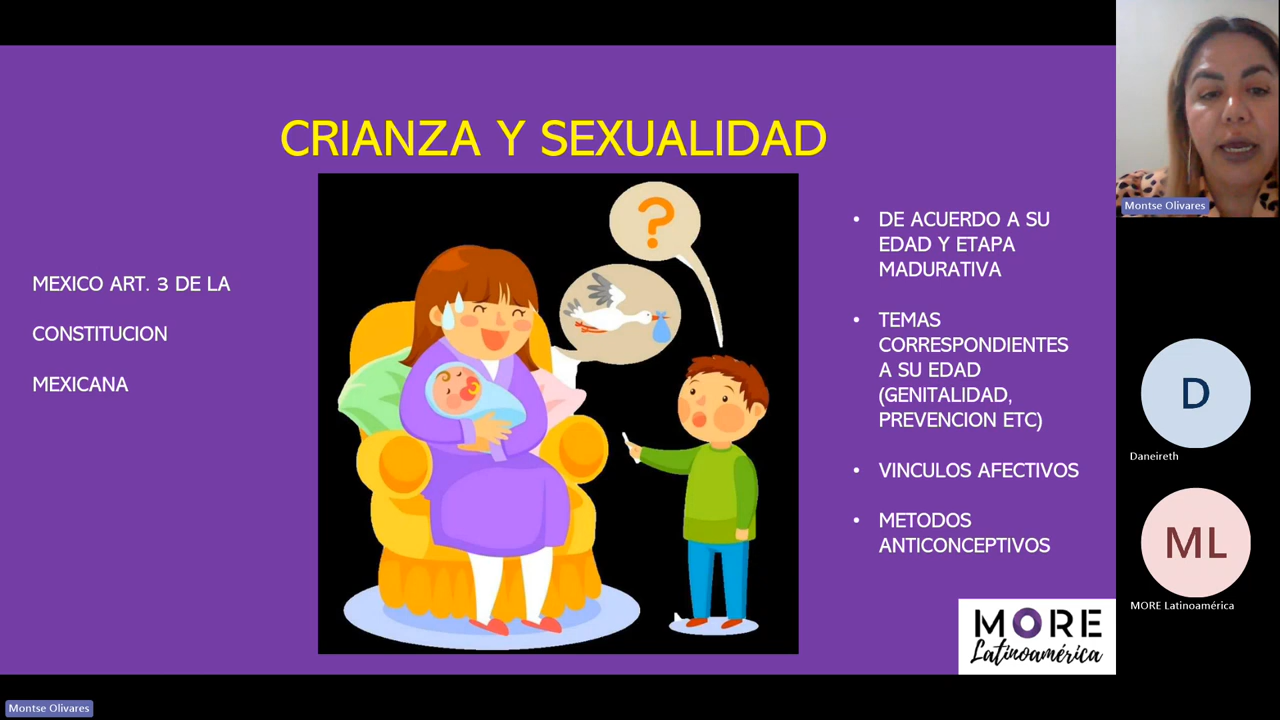 CRIANZA Y SEXUALIDAD
MEXICO ART. 3 DE LA
CONSTITUCION
MEXICANA
?
• DE ACUERDO A SU
EDAD Y ETAPA
MADURATIVA
• TEMAS
CORRESPONDIENTES
A SU EDAD
(GENITALIDAD,
PREVENCION ETC)
• VINCULOS AFECTIVOS
• METODOS
ANTICONCEPTIVOS
MORE
Latinoamérica
Montse Olivares
D
Daneireth
ML
MORE Latinoamérica
Montse Olivares